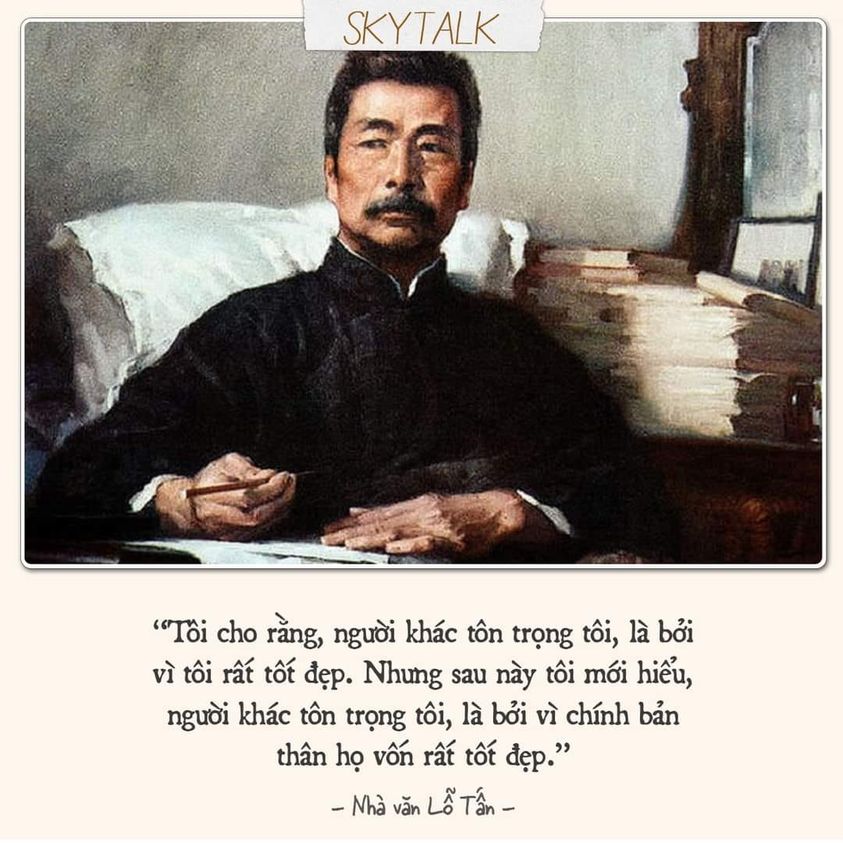 SKYTALK
“Tôi cho rằng, người khác tôn trọng tôi, là bởi
vì tôi rất tốt đẹp. Nhưng sau này tôi mới hiểu,
người khác tôn trọng tôi, là bởi vì chính bản
thân họ vốn rất tốt đẹp.”
– Nhà văn Lỗ Tấn –